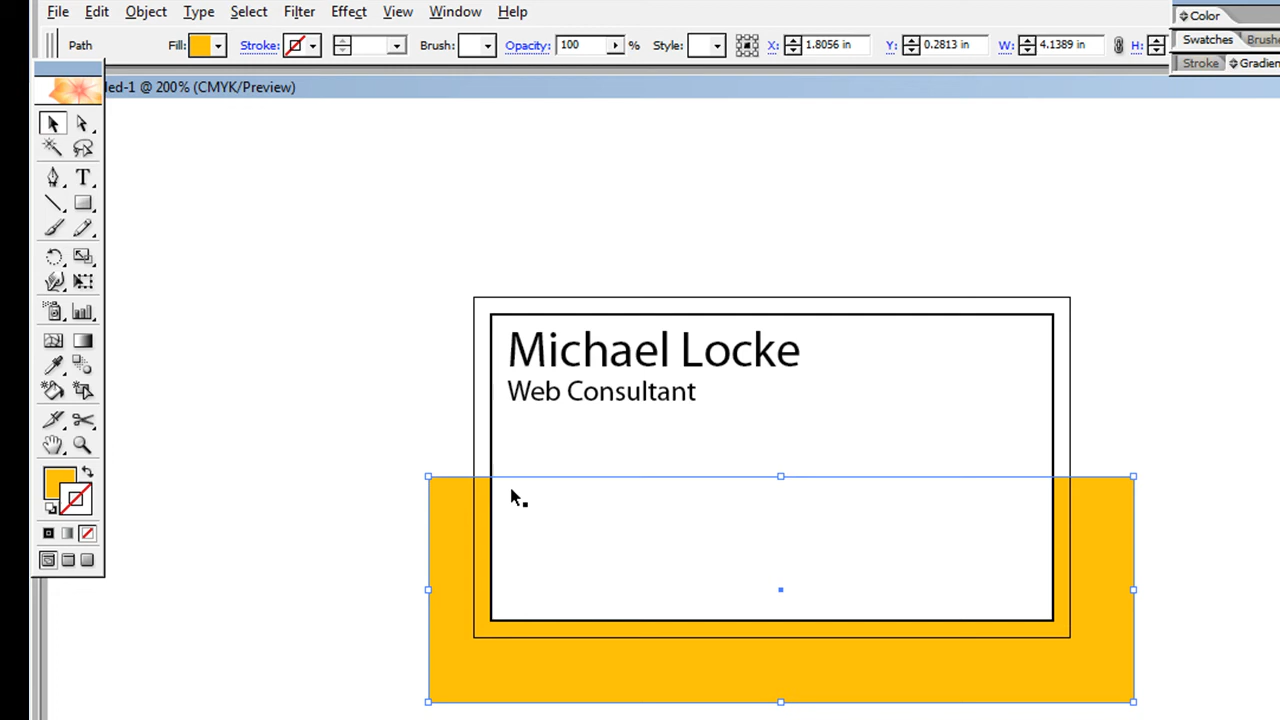 File Edit Object Type Select Filter Effect View Window Help
Color
Path Fill: Stroke: Brush: Opacity: 100 % Style: X: 1.8056 in Y: 0.2813 in W: 4.1389 in H:
Swatches Brushe
Stroke Gradien
led-1 @ 200% (CMYK/Preview)
T
Michael Locke
Web Consultant